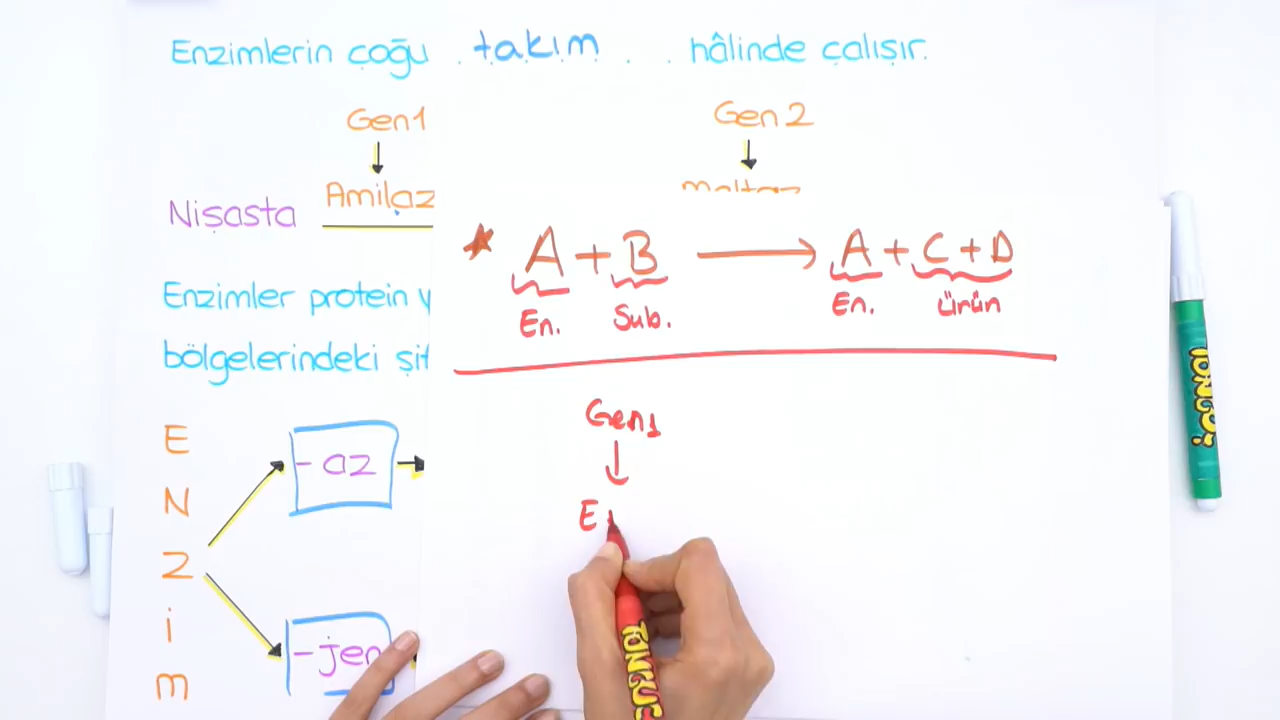 Enzimlerin çoğu . takım . . hâlinde çalışır.
Gen1 Gen 2
Nişasta Amilaz
A + B → A + C + D
En. Sub. En. ürün
Enzimler protein
bölgelerindeki
Gen1
E
E
N
Z
i
m
-az
-jen
TONGUÇ
TONGUÇ